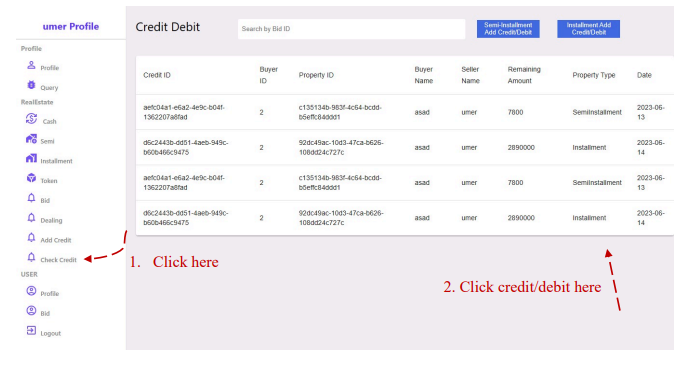 umer Profile
Credit Debit
Search by Bid ID
Semi-Installment
Add Credit/Debit
Installment Add
Credit/Debit
Profile
Profile
Query
RealEstate
Cash
Semi
Installment
Token
Bid
Dealing
Add Credit
Check Credit
USER
Profile
Bid
Logout
Credit ID
Buyer
ID
Property ID
Buyer
Name
Seller
Name
Remaining
Amount
Property Type
Date
aefc04a1-e6a2-4e9c-b04f-
1362207a8fad
2
c135134b-983f-4c64-bcdd-
b5effc84ddd1
asad
umer
7800
SemiInstallment
2023-06-
13
d6c2443b-dd51-4aeb-949c-
b60b466c9475
2
92dc49ac-10d3-47ca-b626-
108dd24c727c
asad
umer
2890000
Installment
2023-06-
14
aefc04a1-e6a2-4e9c-b04f-
1362207a8fad
2
c135134b-983f-4c64-bcdd-
b5effc84ddd1
asad
umer
7800
SemiInstallment
2023-06-
13
d6c2443b-dd51-4aeb-949c-
b60b466c9475
2
92dc49ac-10d3-47ca-b626-
108dd24c727c
asad
umer
2890000
Installment
2023-06-
14
1. Click here
2. Click credit/debit here